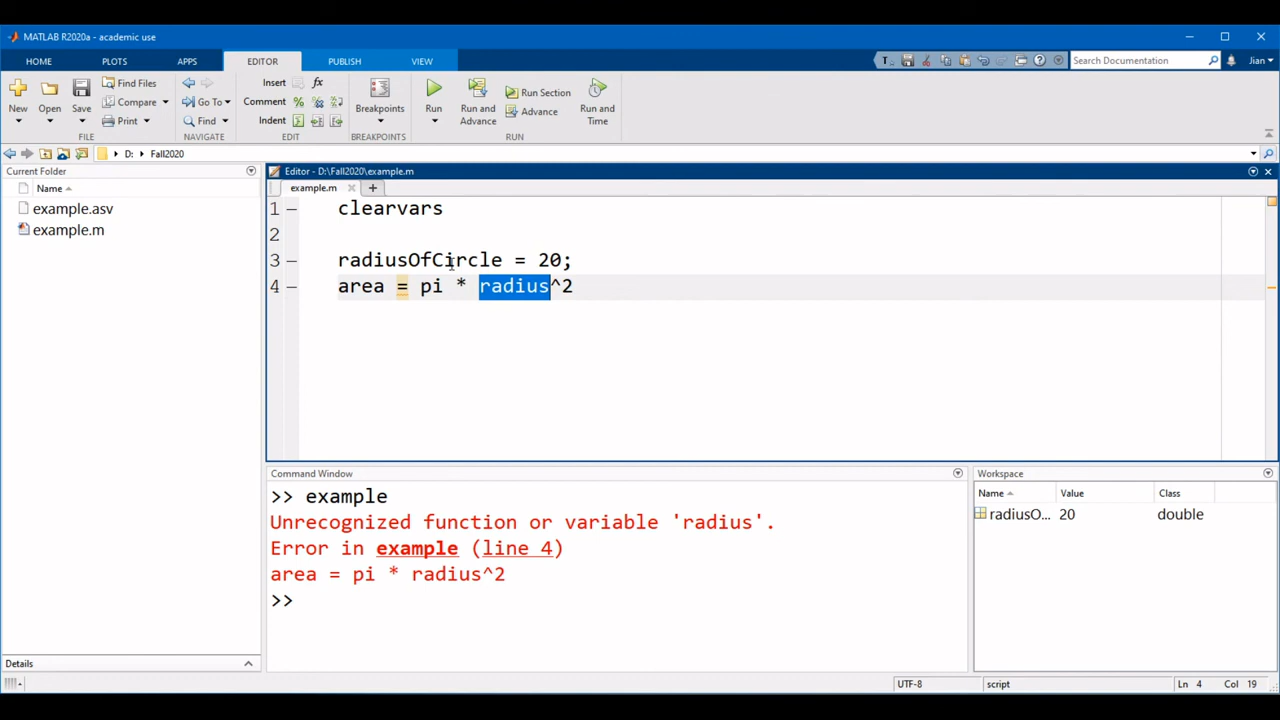 MATLAB R2020a - academic use
HOME PLOTS APPS EDITOR PUBLISH VIEW
Search Documentation
Jian
New
Open
Save
Find Files
Compare
Print
FILE
Go To
Find
NAVIGATE
Insert
Comment
Indent
EDIT
Breakpoints
BREAKPOINTS
Run
Run and Advance
Run Section
Advance
Run and Time
RUN
D: Fall2020
Current Folder
Name
example.asv
example.m
Details
Editor - D:\Fall2020\example.m
example.m
1 – clearvars
2
3 – radiusOfCircle = 20;
4 – area = pi * radius^2
Command Window
>> example
Unrecognized function or variable 'radius'.
Error in example (line 4)
area = pi * radius^2
>>
Workspace
Name Value Class
radiusO... 20 double
UTF-8 script Ln 4 Col 19